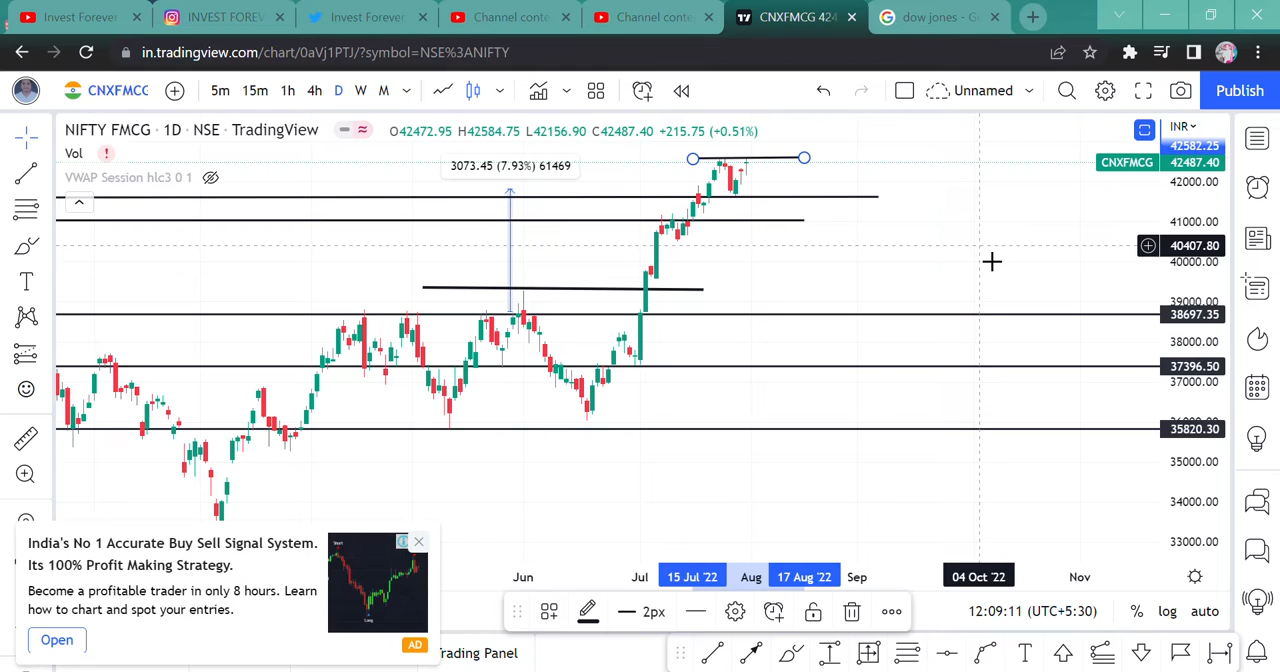 Invest Forever
INVEST FOREV
Invest Forever
Channel conte
Channel conte
CNXFMCG 424
dow jones - G
in.tradingview.com/chart/0aVj1PTJ/?symbol=NSE%3ANIFTY
CNXFMCG 5m 15m 1h 4h D W M Unnamed Publish
NIFTY FMCG · 1D · NSE · TradingView O42472.95 H42584.75 L42156.90 C42487.40 +215.75 (+0.51%)
INR
42582.25
Vol
3073.45 (7.93%) 61469
CNXFMCG 42487.40
VWAP Session hlc3 0 1
42000.00
41000.00
40407.80
40000.00
39000.00
38697.35
38000.00
37396.50
37000.00
35820.30
35000.00
34000.00
33000.00
India's No 1 Accurate Buy Sell Signal System.
Its 100% Profit Making Strategy.
Become a profitable trader in only 8 hours. Learn
how to chart and spot your entries.
Open
AD
Jun Jul 15 Jul '22 Aug 17 Aug '22 Sep 04 Oct '22 Nov
2px
12:09:11 (UTC+5:30) % log auto
Trading Panel